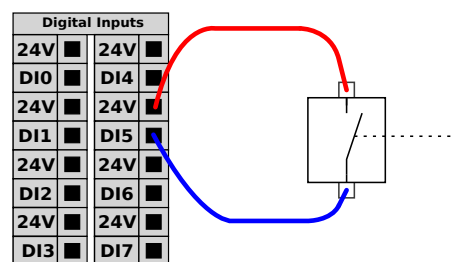 Digital Inputs
24V 24V
DI0 DI4
24V 24V
DI1 DI5
24V 24V
DI2 DI6
24V 24V
DI3 DI7